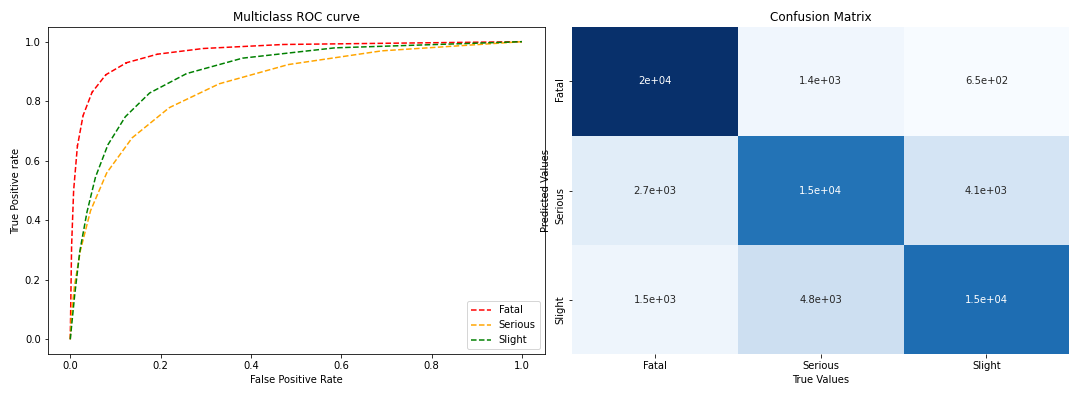 Multiclass ROC curve
1.0
0.8
0.6
0.4
0.2
0.0
True Positive rate
0.0 0.2 0.4 0.6 0.8 1.0
False Positive Rate
Fatal
Serious
Slight
Confusion Matrix
Predicted Values
Fatal
2e+04 1.4e+03 6.5e+02
Serious
2.7e+03 1.5e+04 4.1e+03
Slight
1.5e+03 4.8e+03 1.5e+04
Fatal Serious Slight
True Values